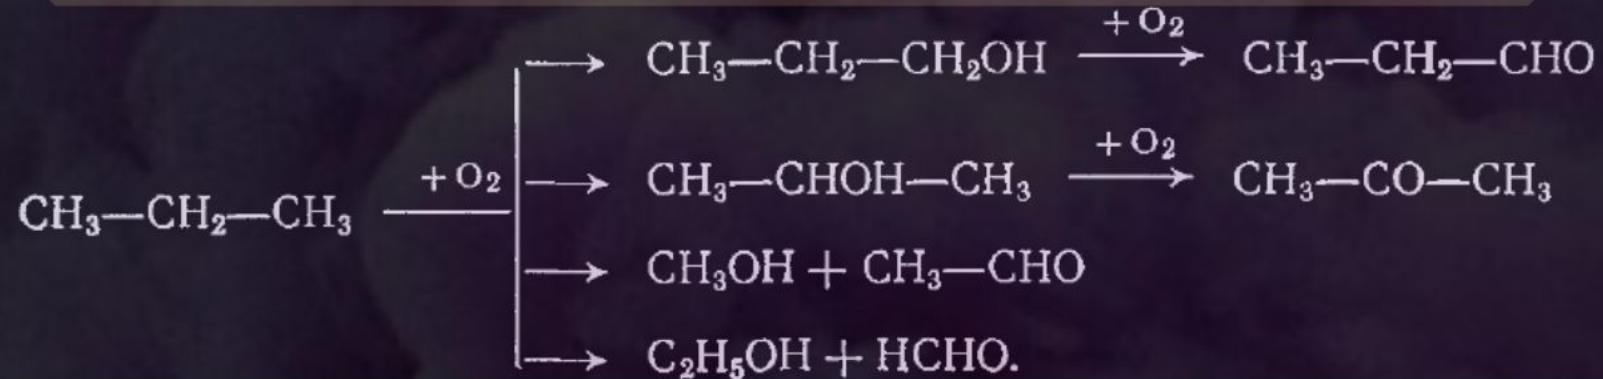 → CH₃—CH₂—CH₂OH + O₂ → CH₃—CH₂—CHO
CH₃—CH₂—CH₃ + O₂ → CH₃—CHOH—CH₃ + O₂ → CH₃—CO—CH₃
→ CH₃OH + CH₃—CHO
→ C₂H₅OH + HCHO.